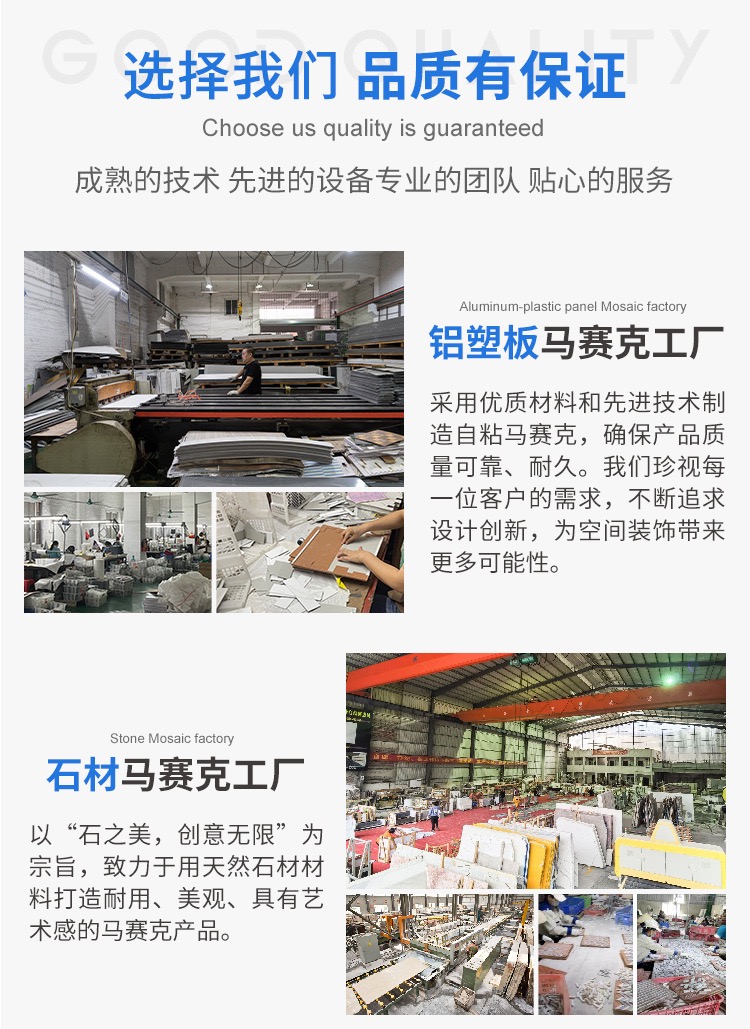 GOOD QUALITY
选择我们 品质有保证
Choose us quality is guaranteed
成熟的技术 先进的设备专业的团队 贴心的服务
Aluminum-plastic panel Mosaic factory
铝塑板马赛克工厂
采用优质材料和先进技术制
造自粘马赛克，确保产品质
量可靠、耐久。我们珍视每
一位客户的需求，不断追求
设计创新，为空间装饰带来
更多可能性。
Stone Mosaic factory
石材马赛克工厂
以“石之美，创意无限”为
宗旨，致力于用天然石材材
料打造耐用、美观、具有艺
术感的马赛克产品。